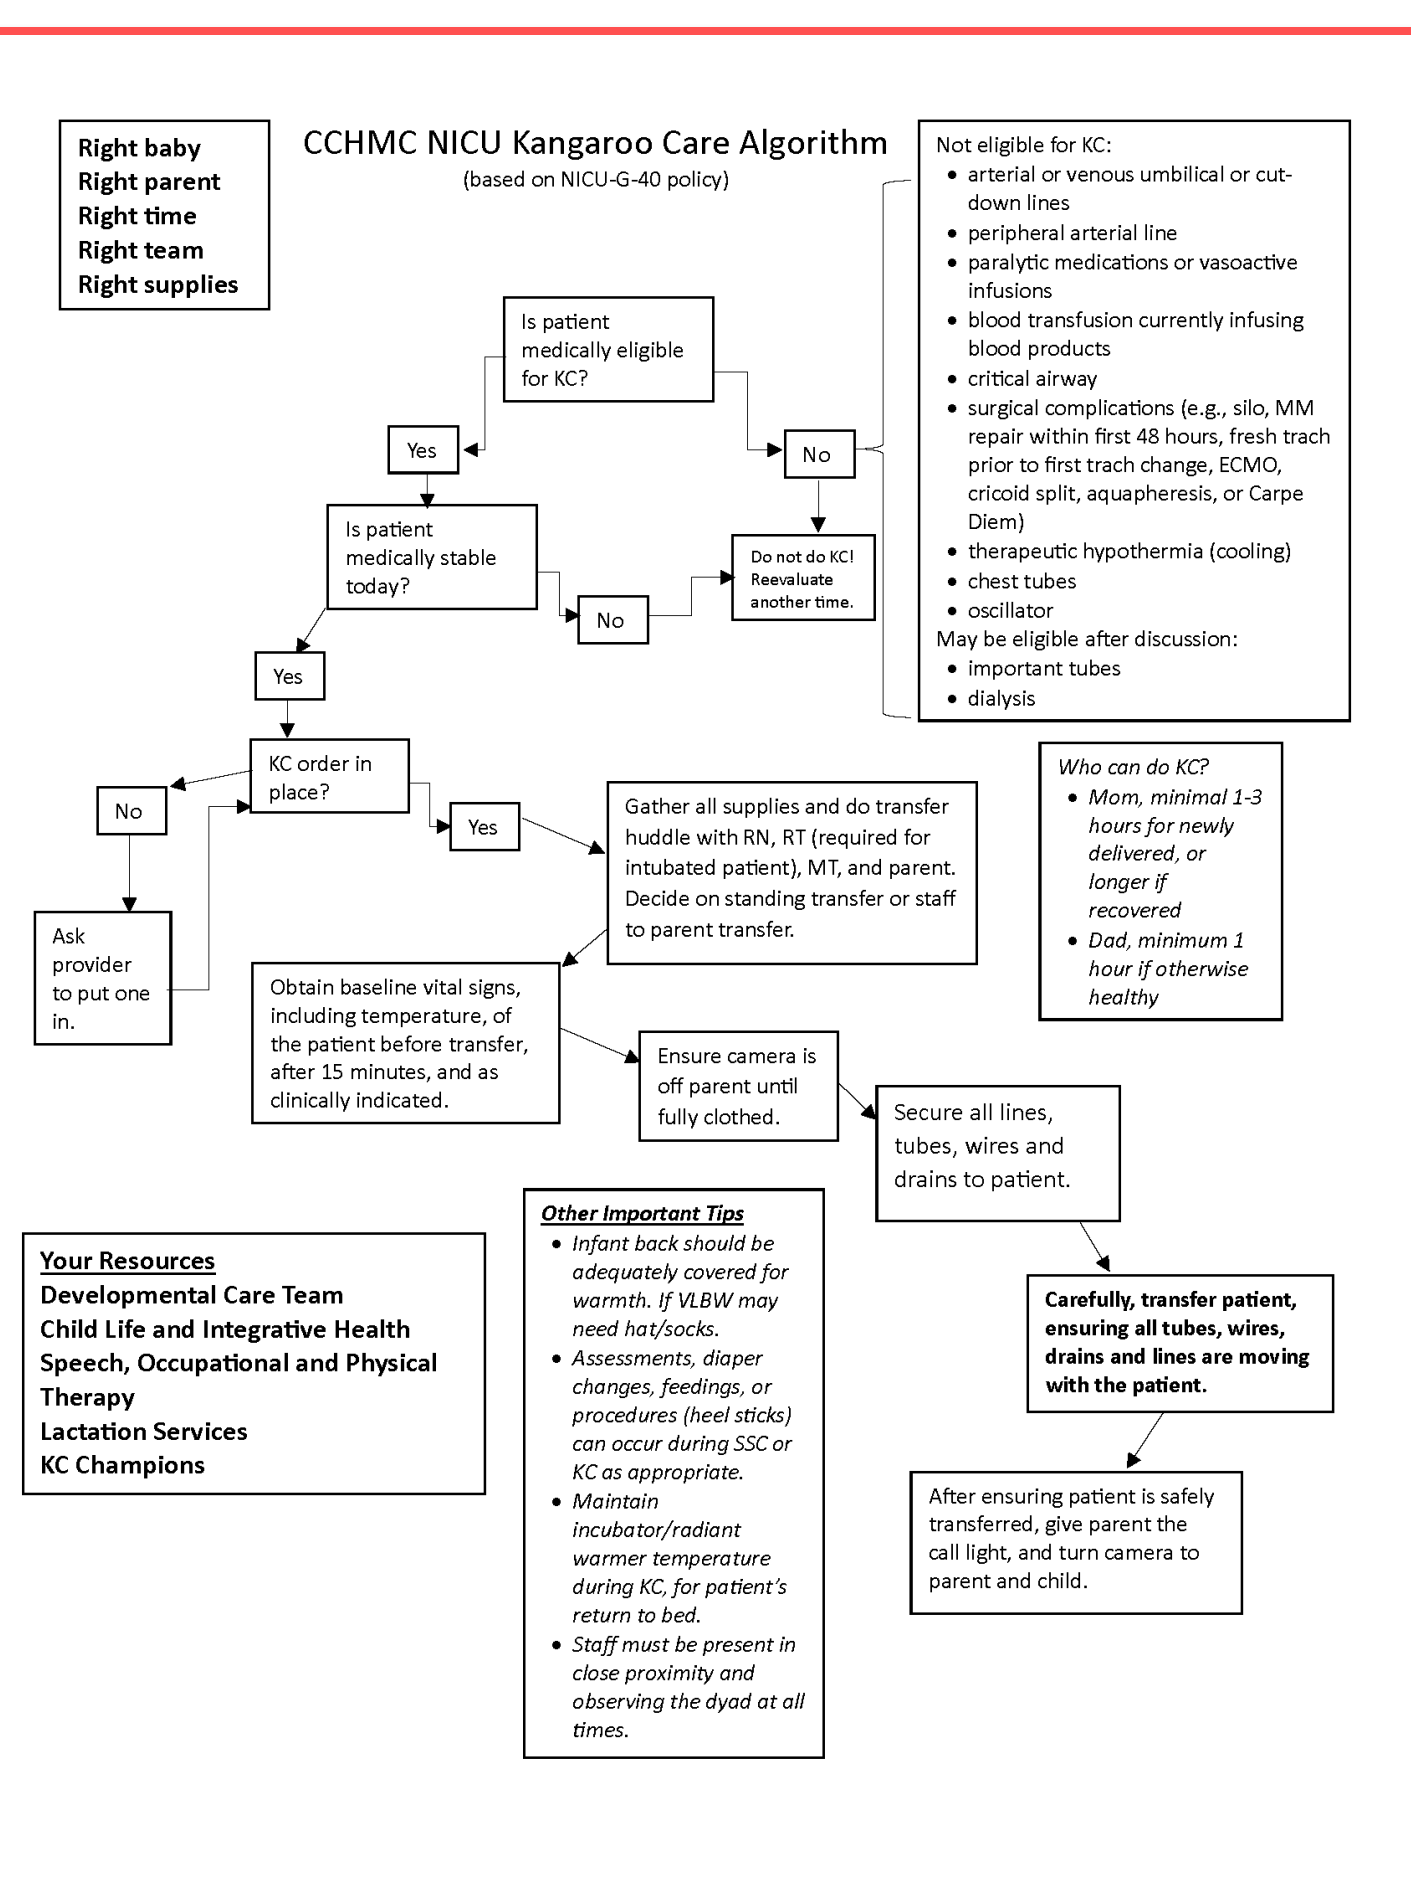 Right baby
Right parent
Right time
Right team
Right supplies
CCHMC NICU Kangaroo Care Algorithm
(based on NICU-G-40 policy)
Not eligible for KC:
• arterial or venous umbilical or cut-
down lines
• peripheral arterial line
• paralytic medications or vasoactive
infusions
• blood transfusion currently infusing
blood products
• critical airway
• surgical complications (e.g., silo, MM
repair within first 48 hours, fresh trach
prior to first trach change, ECMO,
cricoid split, aquapheresis, or Carpe
Diem)
• therapeutic hypothermia (cooling)
• chest tubes
• oscillator
May be eligible after discussion:
• important tubes
• dialysis
Is patient
medically eligible
for KC?
Yes
No
Is patient
medically stable
today?
Do not do KC!
Reevaluate
another time.
No
Yes
KC order in
place?
No
Yes
Ask
provider
to put one
in.
Gather all supplies and do transfer
huddle with RN, RT (required for
intubated patient), MT, and parent.
Decide on standing transfer or staff
to parent transfer.
Who can do KC?
• Mom, minimal 1-3
hours for newly
delivered, or
longer if
recovered
• Dad, minimum 1
hour if otherwise
healthy
Obtain baseline vital signs,
including temperature, of
the patient before transfer,
after 15 minutes, and as
clinically indicated.
Ensure camera is
off parent until
fully clothed.
Secure all lines,
tubes, wires and
drains to patient.
Carefully, transfer patient,
ensuring all tubes, wires,
drains and lines are moving
with the patient.
After ensuring patient is safely
transferred, give parent the
call light, and turn camera to
parent and child.
Your Resources
Developmental Care Team
Child Life and Integrative Health
Speech, Occupational and Physical
Therapy
Lactation Services
KC Champions
Other Important Tips
• Infant back should be
adequately covered for
warmth. If VLBW may
need hat/socks.
• Assessments, diaper
changes, feedings, or
procedures (heel sticks)
can occur during SSC or
KC as appropriate.
• Maintain
incubator/radiant
warmer temperature
during KC, for patient's
return to bed.
• Staff must be present in
close proximity and
observing the dyad at all
times.